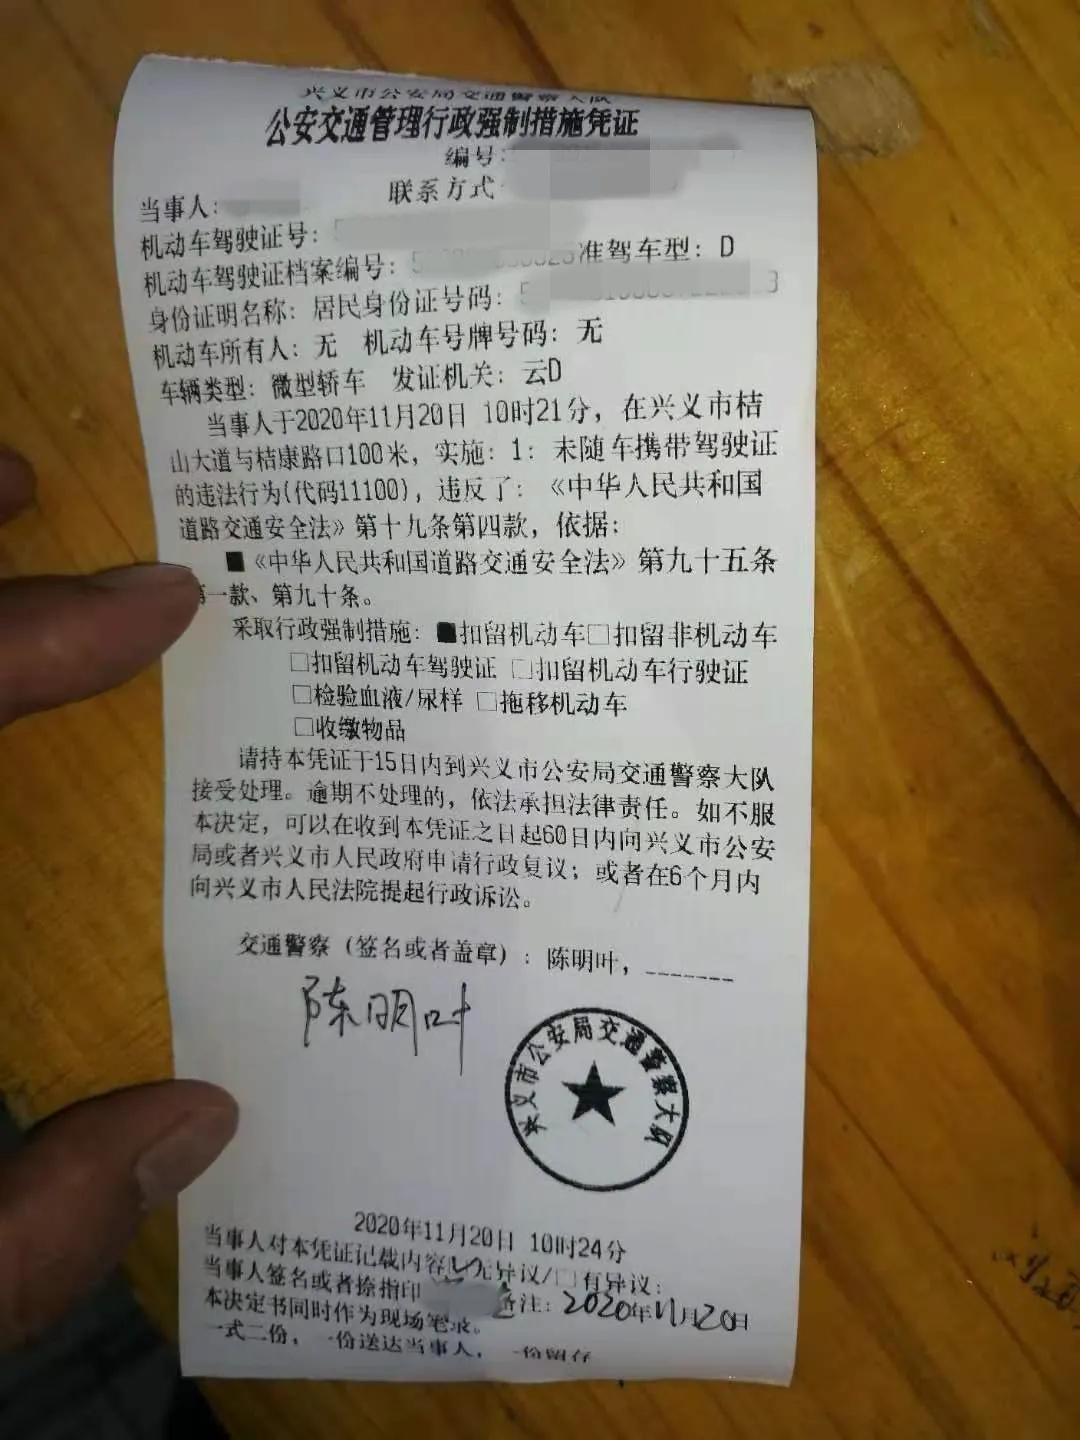 兴义市公安局交通警察大队
公安交通管理行政强制措施凭证
编号:
联系方式
当事人:
机动车驾驶证号:
机动车驾驶证档案编号: 准驾车型: D
身份证明名称: 居民身份证号码:
机动车所有人: 无 机动车号牌号码: 无
车辆类型: 微型轿车 发证机关: 云D
当事人于2020年11月20日 10时21分, 在兴义市桔
山大道与桔康路口100米, 实施: 1: 未随车携带驾驶证
的违法行为(代码11100), 违反了: 《中华人民共和国
道路交通安全法》第十九条第四款, 依据:
■《中华人民共和国道路交通安全法》第九十五条
第一款、第九十条。
采取行政强制措施: ■扣留机动车□扣留非机动车
□扣留机动车驾驶证 □扣留机动车行驶证
□检验血液/尿样 □拖移机动车
□收缴物品
请持本凭证于15日内到兴义市公安局交通警察大队
接受处理。逾期不处理的, 依法承担法律责任。如不服
本决定, 可以在收到本凭证之日起60日内向兴义市公安
局或者兴义市人民政府申请行政复议; 或者在6个月内
向兴义市人民法院提起行政诉讼。
交通警察 (签名或者盖章) : 陈明叶, _______
陈明叶
兴义市公安局交通警察大队
2020年11月20日 10时24分
当事人对本凭证记载内容☑无异议/□有异议:
当事人签名或者捺指印 备注: 2020年11月20日
本决定书同时作为现场笔录。
一式二份, 一份送达当事人, 一份留存